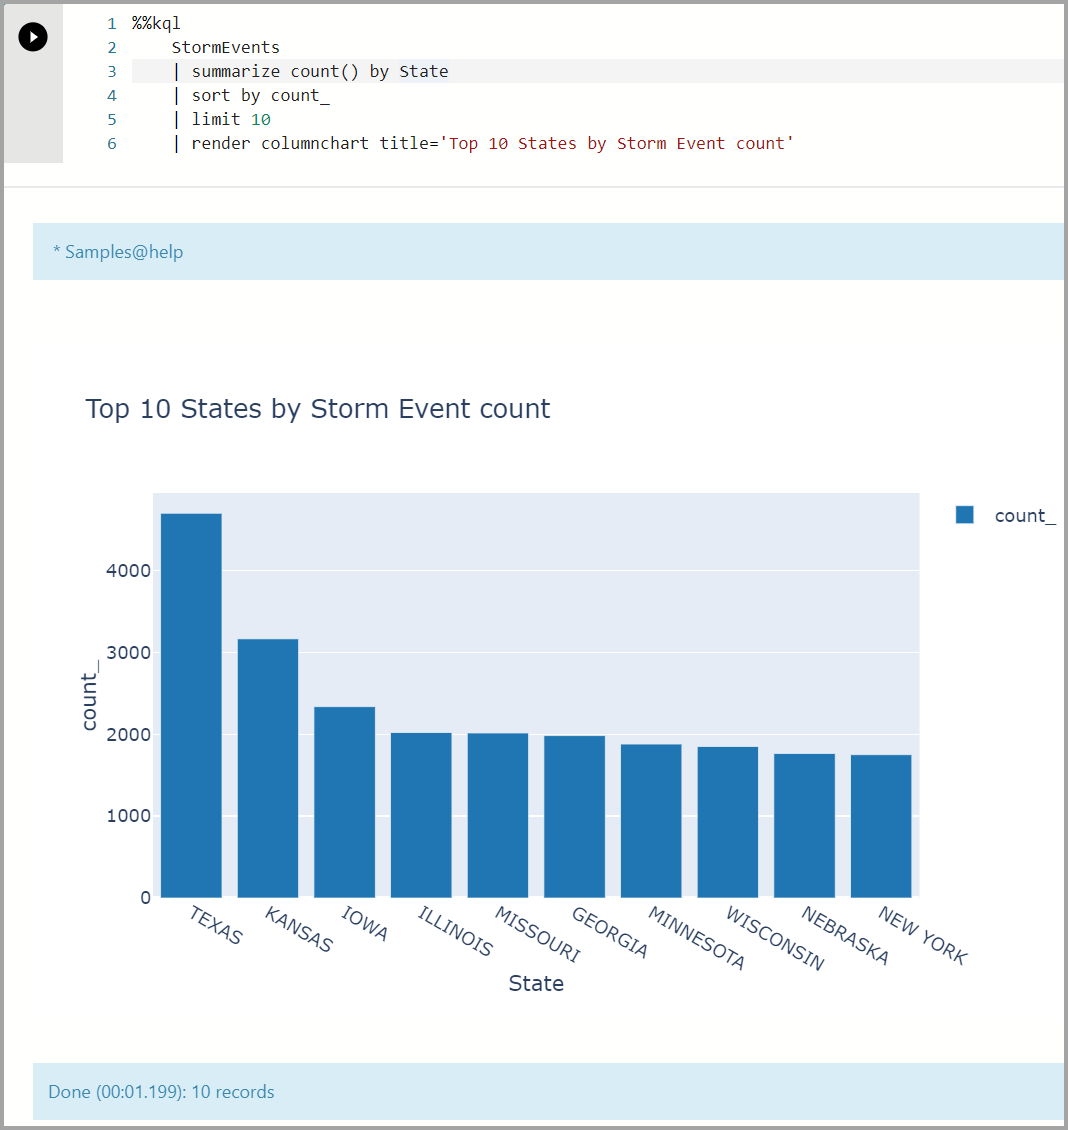 1 %%kql
2 StormEvents
3 | summarize count() by State
4 | sort by count_
5 | limit 10
6 | render columnchart title='Top 10 States by Storm Event count'
* Samples@help
Top 10 States by Storm Event count
count_
4000
3000
2000
1000
0
count_
TEXAS
KANSAS
IOWA
ILLINOIS
MISSOURI
GEORGIA
MINNESOTA
WISCONSIN
NEBRASKA
NEW YORK
State
Done (00:01.199): 10 records